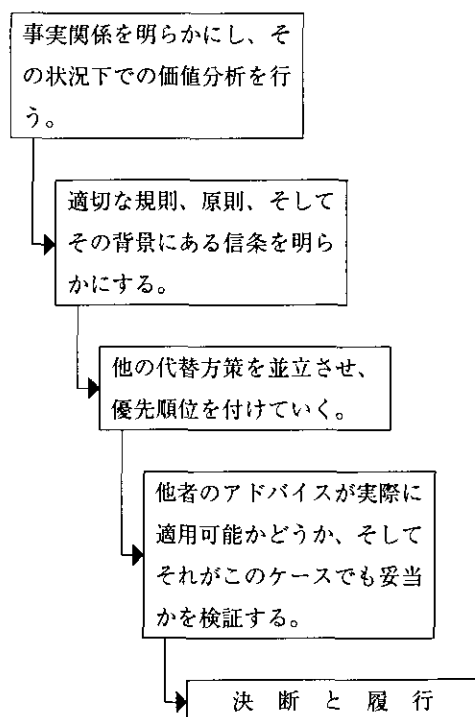 事実関係を明らかにし、そ
の状況下での価値分析を行
う。
適切な規則、原則、そして
その背景にある信条を明ら
かにする。
他の代替方策を並立させ、
優先順位を付けていく。
他者のアドバイスが実際に
適用可能かどうか、そして
それがこのケースでも妥当
かを検証する。
決断と履行